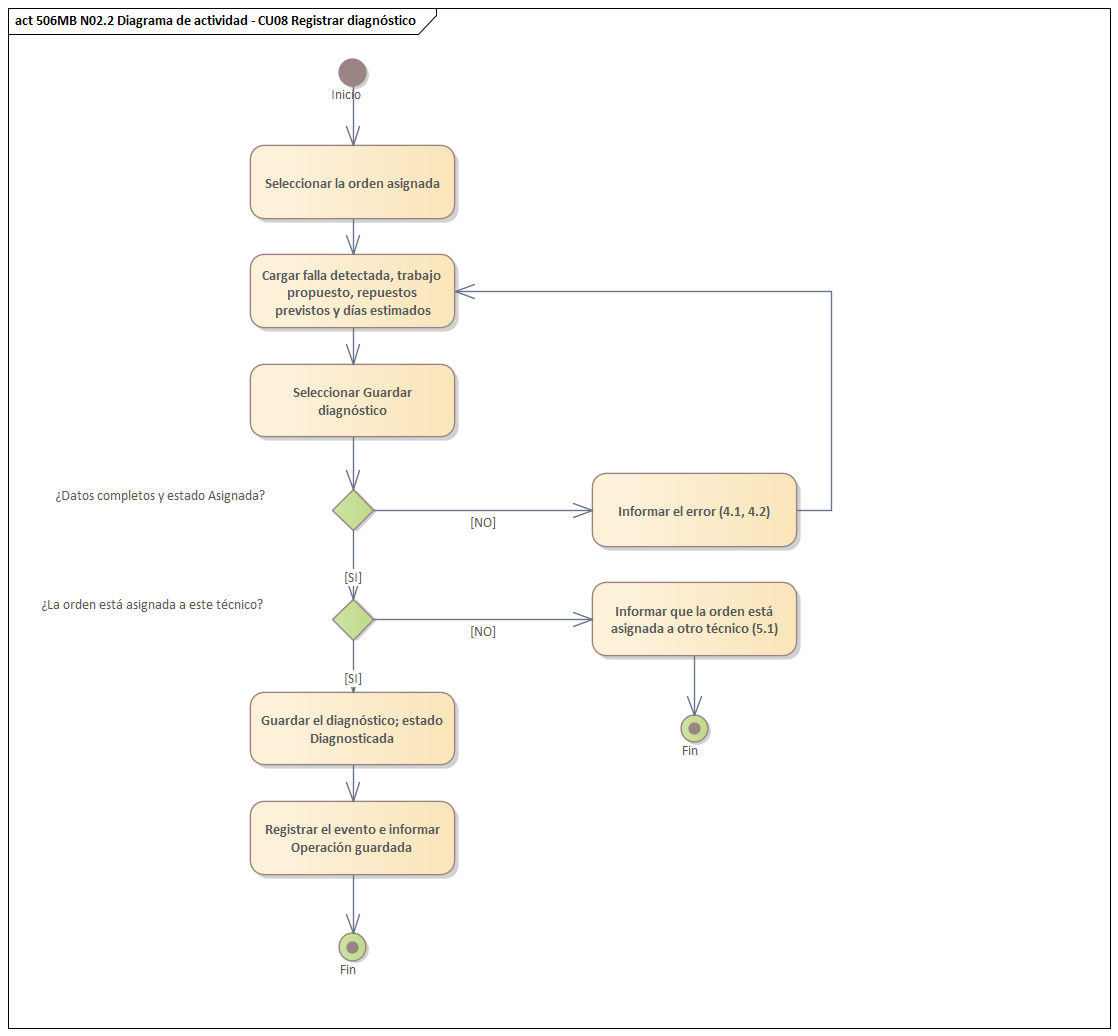 act 506MB N02.2 Diagrama de actividad - CU08 Registrar diagnóstico
Inicio
Seleccionar la orden asignada
Cargar falla detectada, trabajo
propuesto, repuestos
previstos y días estimados
Seleccionar Guardar
diagnóstico
¿Datos completos y estado Asignada?
[NO]
Informar el error (4.1, 4.2)
[SI]
¿La orden está asignada a este técnico?
[NO]
Informar que la orden está
asignada a otro técnico (5.1)
[SI]
Guardar el diagnóstico; estado
Diagnosticada
Fin
Registrar el evento e informar
Operación guardada
Fin